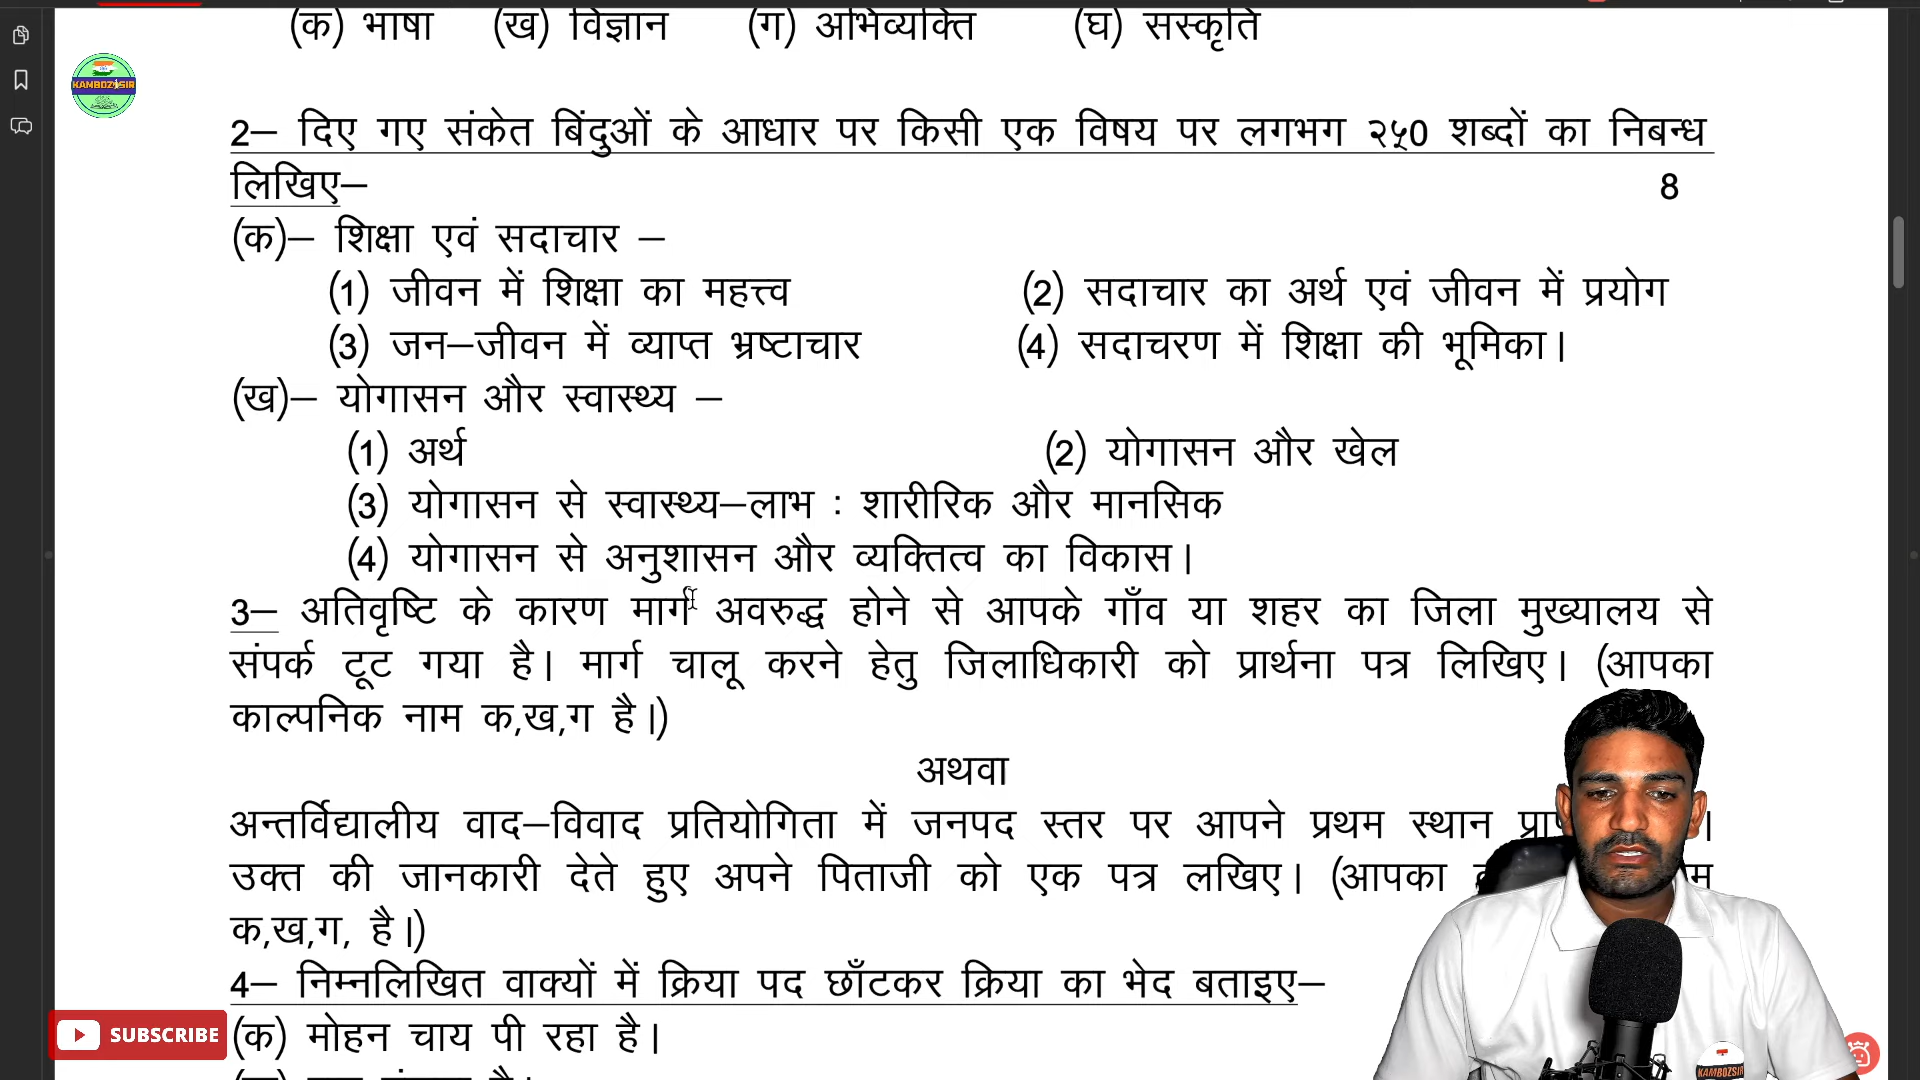 (क) भाषा (ख) विज्ञान (ग) अभिव्यक्ति (घ) संस्कृति
KAMBOZJSIR
2– दिए गए संकेत बिंदुओं के आधार पर किसी एक विषय पर लगभग २५0 शब्दों का निबन्ध
लिखिए– 8
(क)– शिक्षा एवं सदाचार –
(1) जीवन में शिक्षा का महत्त्व (2) सदाचार का अर्थ एवं जीवन में प्रयोग
(3) जन–जीवन में व्याप्त भ्रष्टाचार (4) सदाचरण में शिक्षा की भूमिका।
(ख)– योगासन और स्वास्थ्य –
(1) अर्थ (2) योगासन और खेल
(3) योगासन से स्वास्थ्य–लाभ : शारीरिक और मानसिक
(4) योगासन से अनुशासन और व्यक्तित्व का विकास।
3– अतिवृष्टि के कारण मार्ग अवरुद्ध होने से आपके गाँव या शहर का जिला मुख्यालय से
संपर्क टूट गया है। मार्ग चालू करने हेतु जिलाधिकारी को प्रार्थना पत्र लिखिए। (आपका
काल्पनिक नाम क,ख,ग है।)
अथवा
अन्तर्विद्यालीय वाद–विवाद प्रतियोगिता में जनपद स्तर पर आपने प्रथम स्थान
उक्त की जानकारी देते हुए अपने पिताजी को एक पत्र लखिए। (आपका
क,ख,ग, है।)
4– निम्नलिखित वाक्यों में क्रिया पद छाँटकर क्रिया का भेद बताइए–
SUBSCRIBE (क) मोहन चाय पी रहा है।
KAMBOZSIR